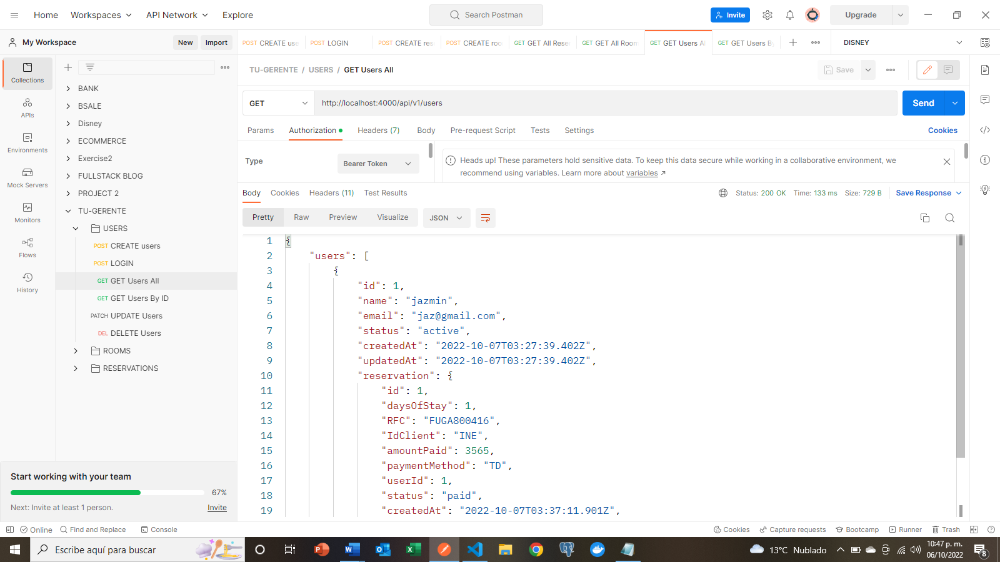 Home Workspaces API Network Explore Search Postman Invite Upgrade
My Workspace New Import
POST CREATE use POST LOGIN POST CREATE res POST CREATE roo GET GET All Rese GET GET All Room GET GET Users Al GET GET Users By DISNEY
Collections
APIs
Environments
Mock Servers
Monitors
Flows
History
BANK
BSALE
Disney
ECOMMERCE
Exercise2
FULLSTACK BLOG
PROJECT 2
TU-GERENTE
USERS
POST CREATE users
POST LOGIN
GET GET Users All
GET GET Users By ID
PATCH UPDATE Users
DEL DELETE Users
ROOMS
RESERVATIONS
Start working with your team
67%
Next: Invite at least 1 person. Invite
TU-GERENTE / USERS / GET Users All Save
GET http://localhost:4000/api/v1/users Send
Params Authorization Headers (7) Body Pre-request Script Tests Settings Cookies
Type Bearer Token
Heads up! These parameters hold sensitive data. To keep this data secure while working in a collaborative environment, we
recommend using variables. Learn more about variables ↗
Body Cookies Headers (11) Test Results Status: 200 OK Time: 133 ms Size: 729 B Save Response
Pretty Raw Preview Visualize JSON
1 {
2 "users": [
3 {
4 "id": 1,
5 "name": "jazmin",
6 "email": "jaz@gmail.com",
7 "status": "active",
8 "createdAt": "2022-10-07T03:27:39.402Z",
9 "updatedAt": "2022-10-07T03:27:39.402Z",
10 "reservation": {
11 "id": 1,
12 "daysOfStay": 1,
13 "RFC": "FUGA800416",
14 "IdClient": "INE",
15 "amountPaid": 3565,
16 "paymentMethod": "TD",
17 "userId": 1,
18 "status": "paid",
19 "createdAt": "2022-10-07T03:37:11.901Z",
Online Find and Replace Console Cookies Capture requests Bootcamp Runner Trash
Escribe aquí para buscar 13°C Nublado 10:47 p. m.
06/10/2022 8